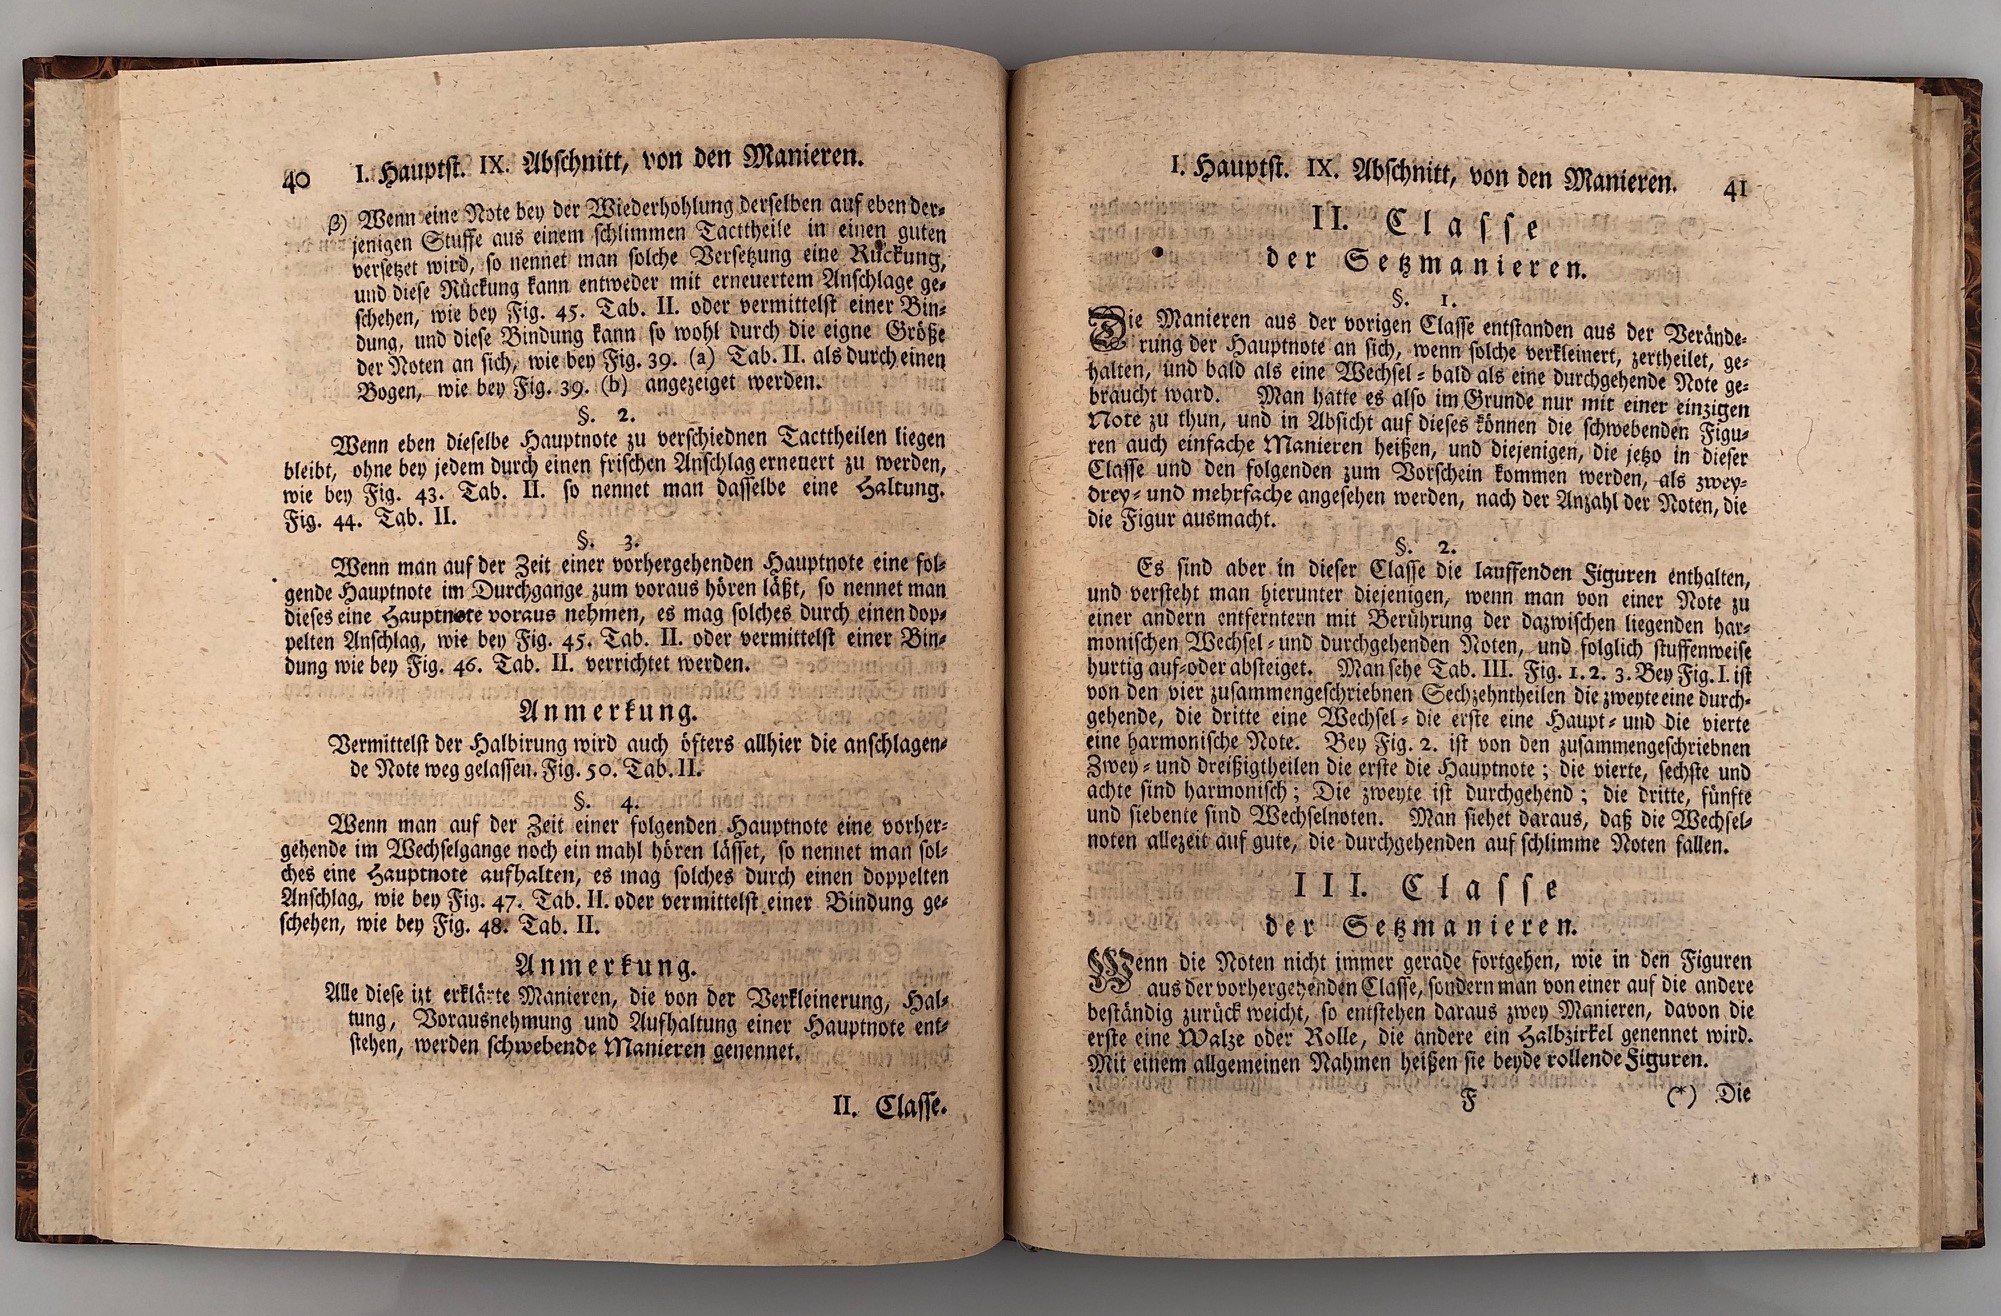 40 I. Hauptst. IX. Abschnitt, von den Manieren.
β) Wenn eine Note bey der Wiederhohlung derselben auf eben der-
jenigen Stuffe aus einem schlimmen Tacttheile in einen guten
versetzet wird, so nennet man solche Versetzung eine Rückung,
und diese Rückung kann entweder mit erneuertem Anschlage ge-
schehen, wie bey Fig. 45. Tab. II. oder vermittelst einer Bin-
dung, und diese Bindung kann so wohl durch die eigne Größe
der Noten an sich, wie bey Fig. 39. (a) Tab. II. als durch einen
Bogen, wie bey Fig. 39. (b) angezeiget werden.
§. 2.
Wenn eben dieselbe Hauptnote zu verschiednen Tacttheilen liegen
bleibt, ohne bey jedem durch einen frischen Anschlag erneuert zu werden,
wie bey Fig. 43. Tab. II. so nennet man dasselbe eine Haltung.
Fig. 44. Tab. II.
§. 3.
Wenn man auf der Zeit einer vorhergehenden Hauptnote eine fol-
gende Hauptnote im Durchgange zum voraus hören läßt, so nennet man
dieses eine Hauptnote voraus nehmen, es mag solches durch einen dop-
pelten Anschlag, wie bey Fig. 45. Tab. II. oder vermittelst einer Bin-
dung wie bey Fig. 46. Tab. II. verrichtet werden.
Anmerkung.
Vermittelst der Halbirung wird auch öfters allhier die anschlagen-
de Note weg gelassen. Fig. 50. Tab. II.
§. 4.
Wenn man auf der Zeit einer folgenden Hauptnote eine vorher-
gehende im Wechselgange noch ein mahl hören lässet, so nennet man sol-
ches eine Hauptnote aufhalten, es mag solches durch einen doppelten
Anschlag, wie bey Fig. 47. Tab. II. oder vermittelst einer Bindung ge-
schehen, wie bey Fig. 48. Tab. II.
Anmerkung.
Alle diese izt erklärte Manieren, die von der Verkleinerung, Hal-
tung, Vorausnehmung und Aufhaltung einer Hauptnote ent-
stehen, werden schwebende Manieren genennet.
II. Classe.
I. Hauptst. IX. Abschnitt, von den Manieren. 41
II. Classe
der Setzmanieren.
§. 1.
Die Manieren aus der vorigen Classe entstanden aus der Verände-
rung der Hauptnote an sich, wenn solche verkleinert, zertheilet, ge-
halten, und bald als eine Wechsel- bald als eine durchgehende Note ge-
braucht ward. Man hatte es also im Grunde nur mit einer einzigen
Note zu thun, und in Absicht auf dieses können die schwebenden Figu-
ren auch einfache Manieren heißen, und diejenigen, die jetzo in dieser
Classe und den folgenden zum Vorschein kommen werden, als zwey-
drey- und mehrfache angesehen werden, nach der Anzahl der Noten, die
die Figur ausmacht.
§. 2.
Es sind aber in dieser Classe die lauffenden Figuren enthalten,
und versteht man hierunter diejenigen, wenn man von einer Note zu
einer andern entferntern mit Berührung der dazwischen liegenden har-
monischen Wechsel- und durchgehenden Noten, und folglich stuffenweise
hurtig auf- oder absteiget. Man sehe Tab. III. Fig. 1. 2. 3. Bey Fig. I. ist
von den vier zusammengeschriebnen Sechzehntheilen die zweyte eine durch-
gehende, die dritte eine Wechsel- die erste eine Haupt- und die vierte
eine harmonische Note. Bey Fig. 2. ist von den zusammengeschriebnen
Zwey- und dreißigtheilen die erste die Hauptnote; die vierte, sechste und
achte sind harmonisch; Die zweyte ist durchgehend; die dritte, fünfte
und siebente sind Wechselnoten. Man siehet daraus, daß die Wechsel-
noten allezeit auf gute, die durchgehenden auf schlimme Noten fallen.
III. Classe
der Setzmanieren.
Wenn die Noten nicht immer gerade fortgehen, wie in den Figuren
aus der vorhergehenden Classe, sondern man von einer auf die andere
beständig zurück weicht, so entstehen daraus zwey Manieren, davon die
erste eine Walze oder Rolle, die andere ein Halbzirkel genennet wird.
Mit einem allgemeinen Nahmen heißen sie beyde rollende Figuren.
F (*) Die